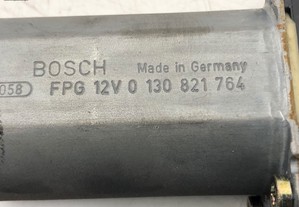 BOSCH Made in Germany
058 FPG 12V 0 130 821 764